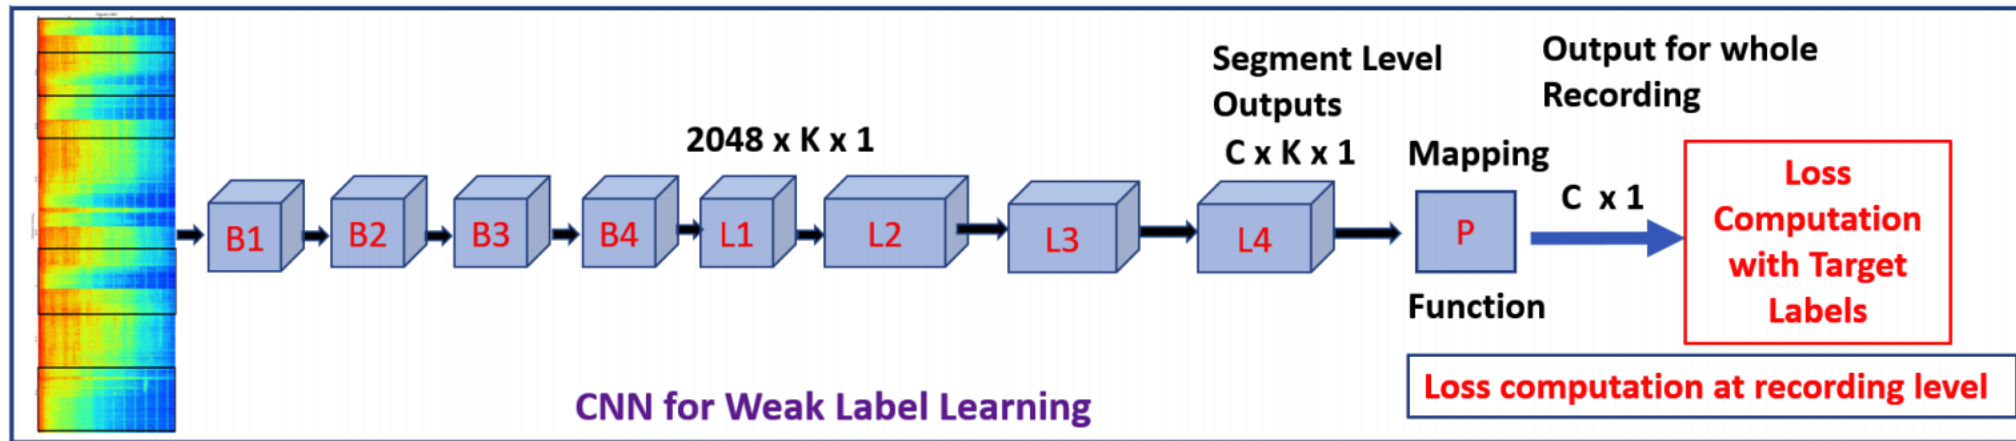 Segment Level
Outputs
C x K x 1
Output for whole
Recording
2048 x K x 1
Mapping
C x 1
B1
B2
B3
B4
L1
L2
L3
L4
P
Function
Loss
Computation
with Target
Labels
Loss computation at recording level
CNN for Weak Label Learning